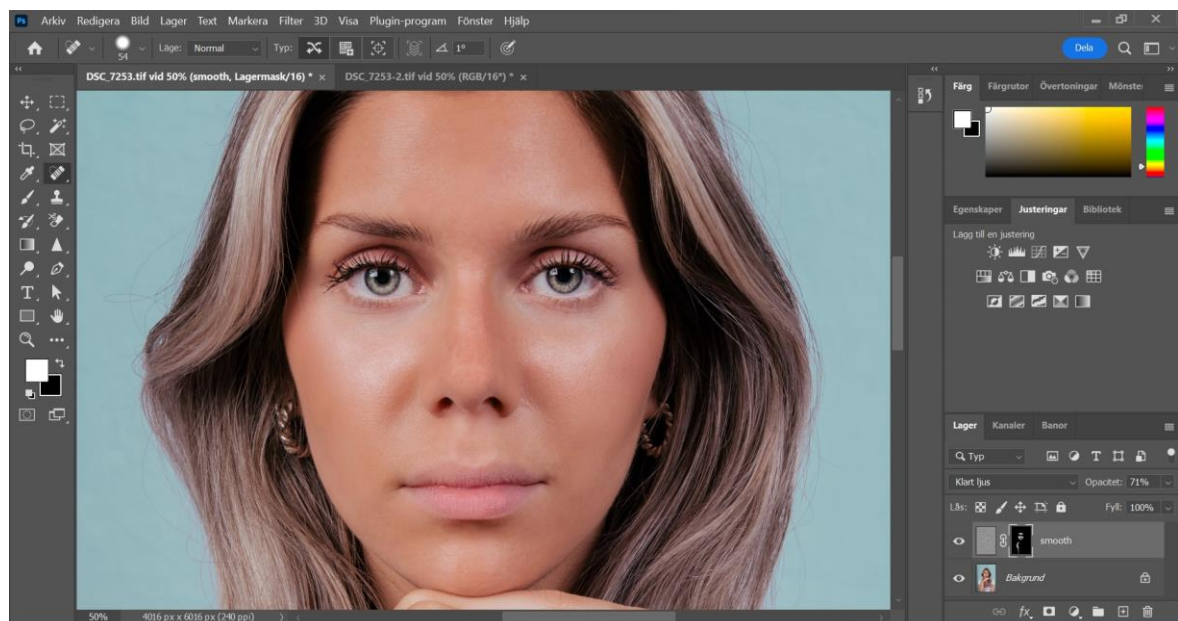 Ps Arkiv Redigera Bild Lager Text Markera Filter 3D Visa Plugin-program Fönster Hjälp
54 Läge: Normal Typ: 1° Dela
DSC_7253.tif vid 50% (smooth, Lagermask/16) * × DSC_7253-2.tif vid 50% (RGB/16*) * ×
Färg Färgrutor Övertoningar Mönster
Egenskaper Justeringar Bibliotek
Lägg till en justering
Lager Kanaler Banor
Typ
Klart ljus Opacitet: 71%
Lås: Fyll: 100%
smooth
Bakgrund
fx
50% 4016 px x 6016 px (240 ppi)